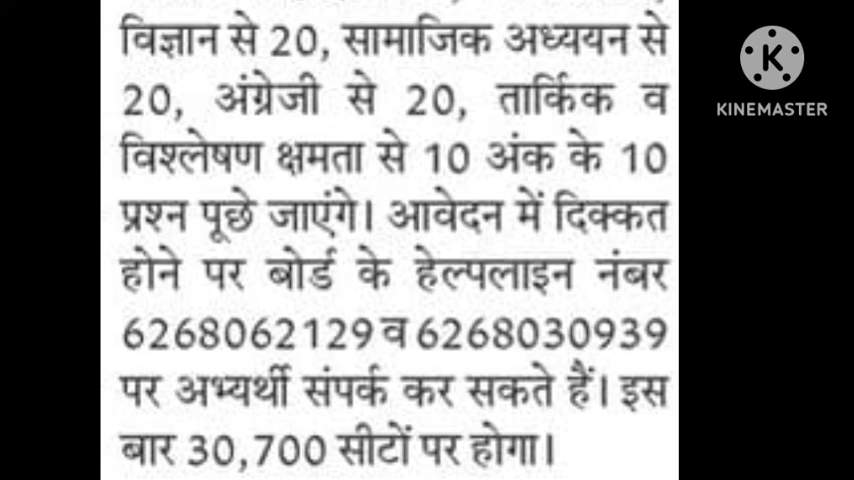 विज्ञान से 20, सामाजिक अध्ययन से
20, अंग्रेजी से 20, तार्किक व
विश्लेषण क्षमता से 10 अंक के 10
प्रश्न पूछे जाएंगे। आवेदन में दिक्कत
होने पर बोर्ड के हेल्पलाइन नंबर
6268062129 व 6268030939
पर अभ्यर्थी संपर्क कर सकते हैं। इस
बार 30,700 सीटों पर होगा।
KINEMASTER